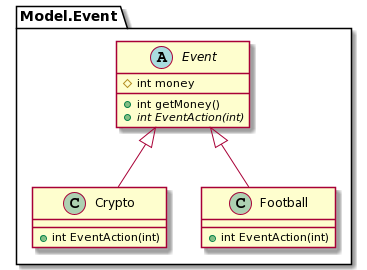 Model.Event
A Event
int money
int getMoney()
int EventAction(int)
C Crypto
int EventAction(int)
C Football
int EventAction(int)